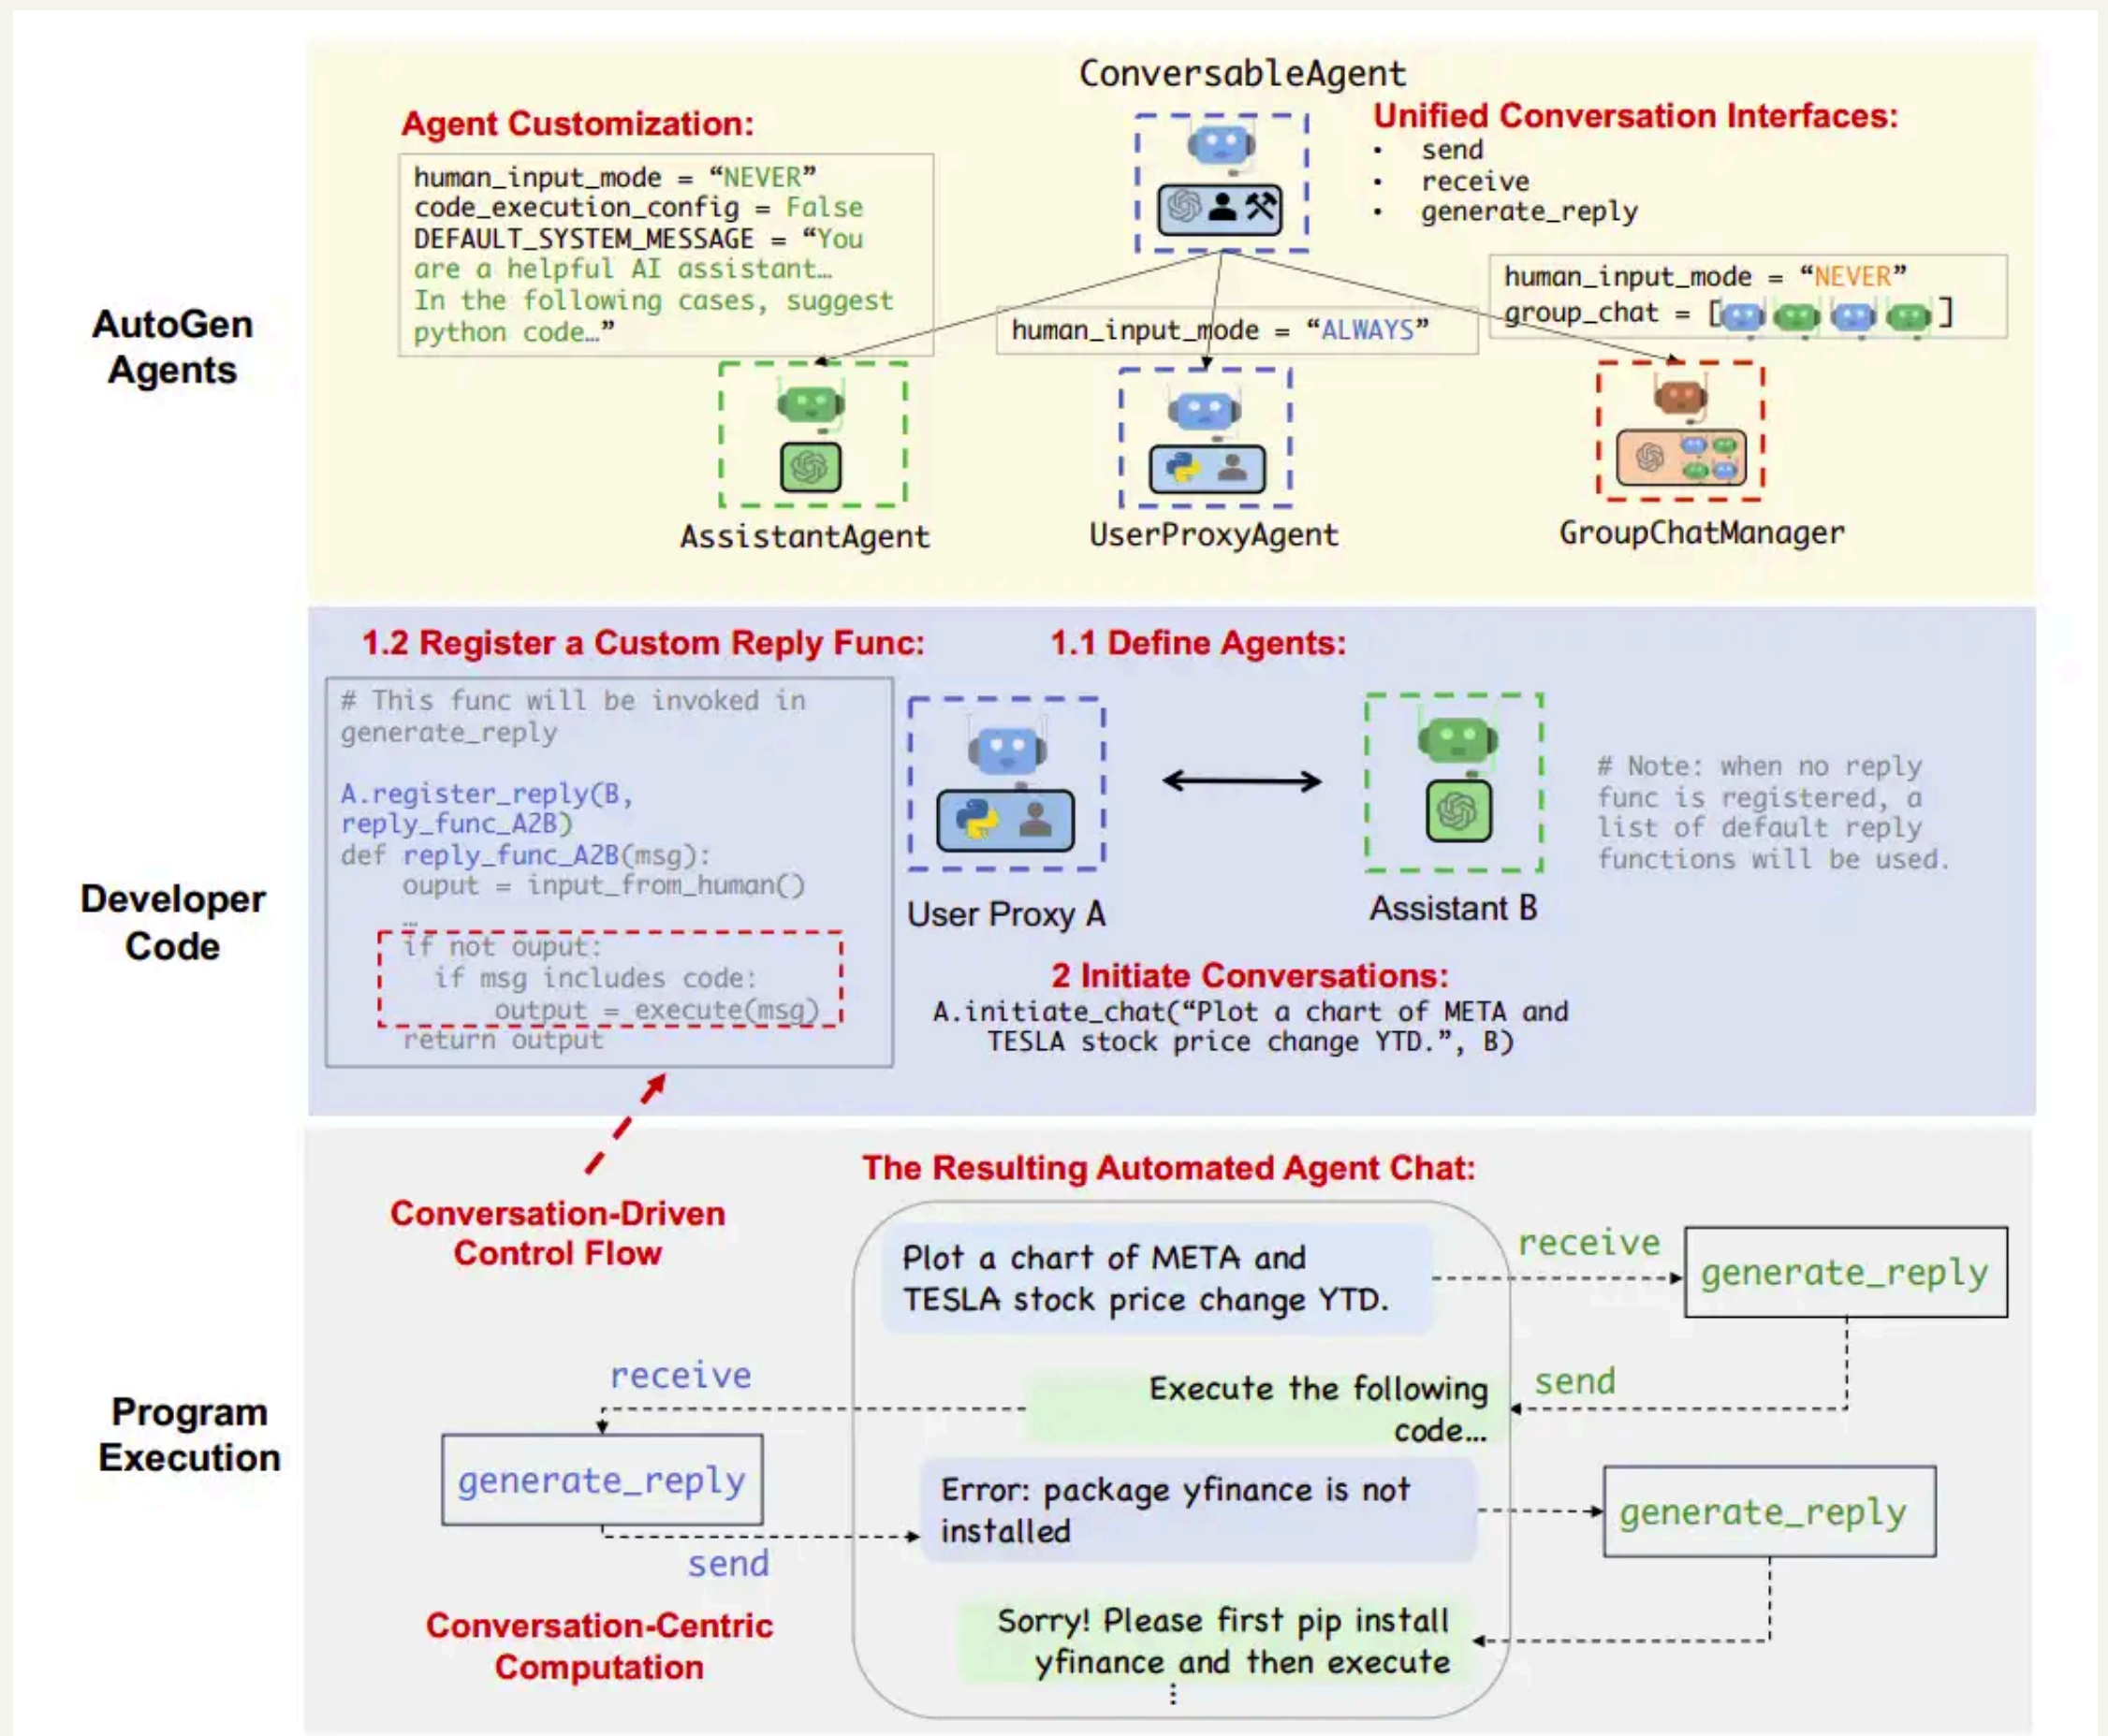 ConversableAgent
Agent Customization:
human_input_mode = “NEVER”
code_execution_config = False
DEFAULT_SYSTEM_MESSAGE = “You
are a helpful AI assistant…
In the following cases, suggest
python code…”
Unified Conversation Interfaces:
• send
• receive
• generate_reply
human_input_mode = “NEVER”
group_chat = [ ]
human_input_mode = “ALWAYS”
AutoGen
Agents
AssistantAgent
UserProxyAgent
GroupChatManager
1.2 Register a Custom Reply Func:
# This func will be invoked in
generate_reply
A.register_reply(B,
reply_func_A2B)
def reply_func_A2B(msg):
ouput = input_from_human()
…
if not ouput:
if msg includes code:
output = execute(msg)
return output
1.1 Define Agents:
User Proxy A
Assistant B
# Note: when no reply
func is registered, a
list of default reply
functions will be used.
Developer
Code
2 Initiate Conversations:
A.initiate_chat(“Plot a chart of META and
TESLA stock price change YTD.”, B)
Conversation-Driven
Control Flow
The Resulting Automated Agent Chat:
Plot a chart of META and
TESLA stock price change YTD.
receive
generate_reply
send
Execute the following
code…
receive
generate_reply
send
Program
Execution
Error: package yfinance is not
installed
generate_reply
Sorry! Please first pip install
yfinance and then execute
⋮
Conversation-Centric
Computation